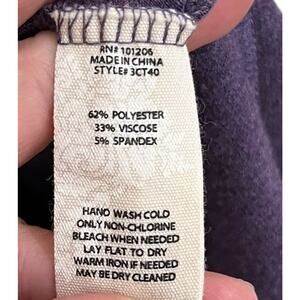 RN# 101206
MADE IN CHINA
STYLE# 3CT40
62% POLYESTER
33% VISCOSE
5% SPANDEX
HAND WASH COLD
ONLY NON-CHLORINE
BLEACH WHEN NEEDED
LAY FLAT TO DRY
WARM IRON IF NEEDED
MAY BE DRY CLEANED